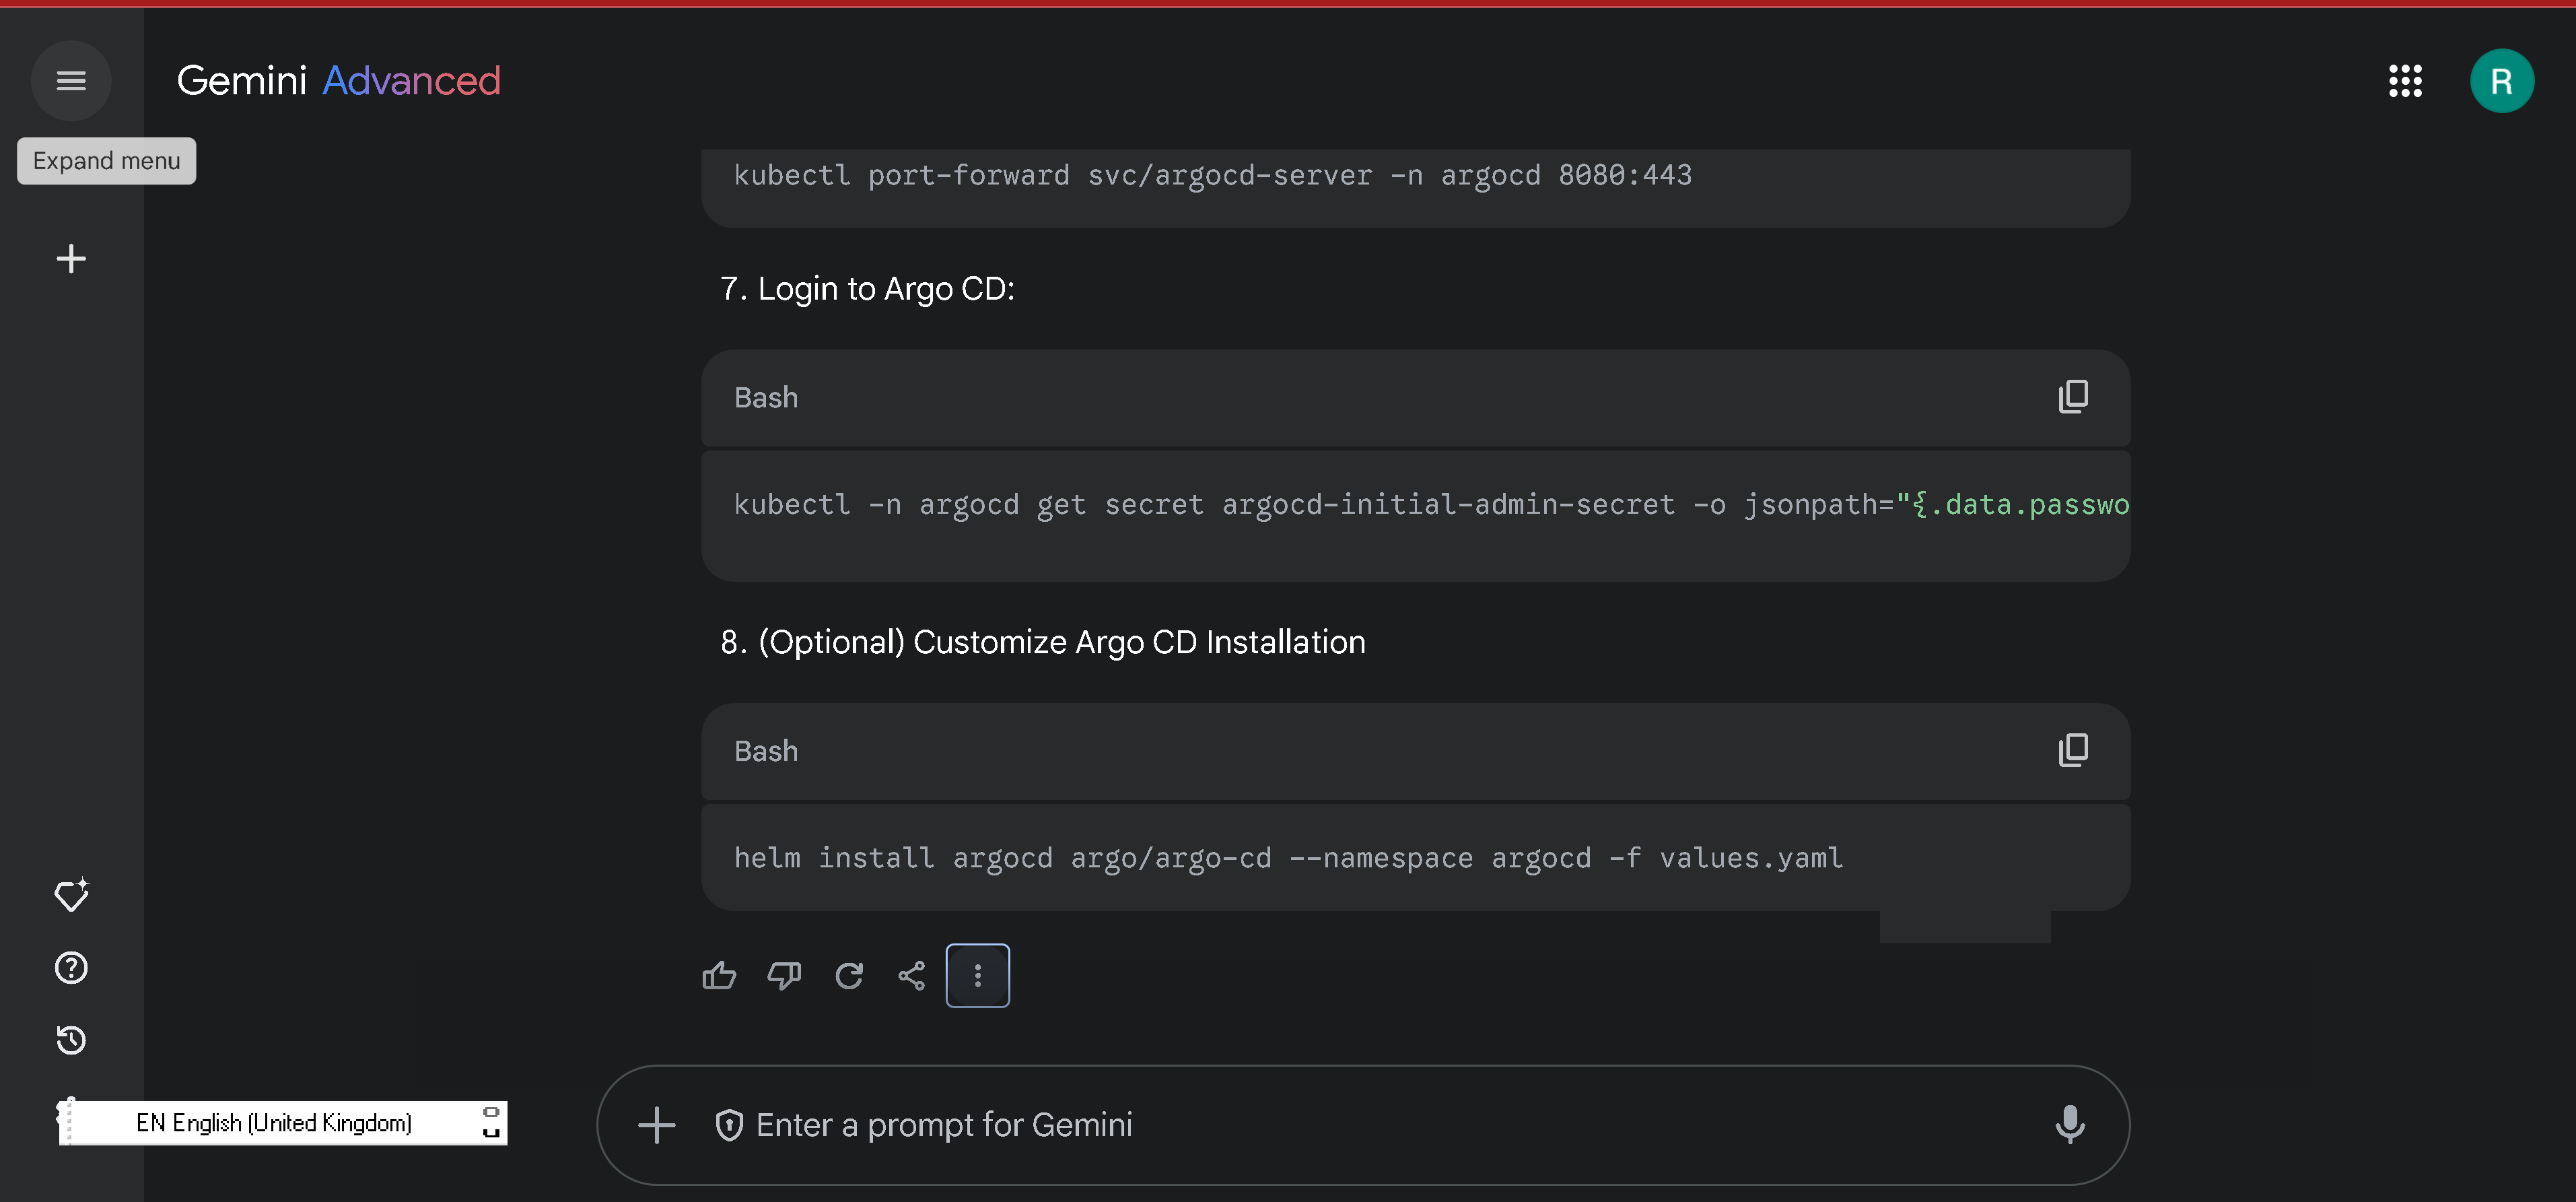 Gemini Advanced
R
Expand menu
kubectl port-forward svc/argocd-server -n argocd 8080:443
7. Login to Argo CD:
Bash
kubectl -n argocd get secret argocd-initial-admin-secret -o jsonpath="{.data.passwo
8. (Optional) Customize Argo CD Installation
Bash
helm install argocd argo/argo-cd --namespace argocd -f values.yaml
EN English (United Kingdom)
Enter a prompt for Gemini